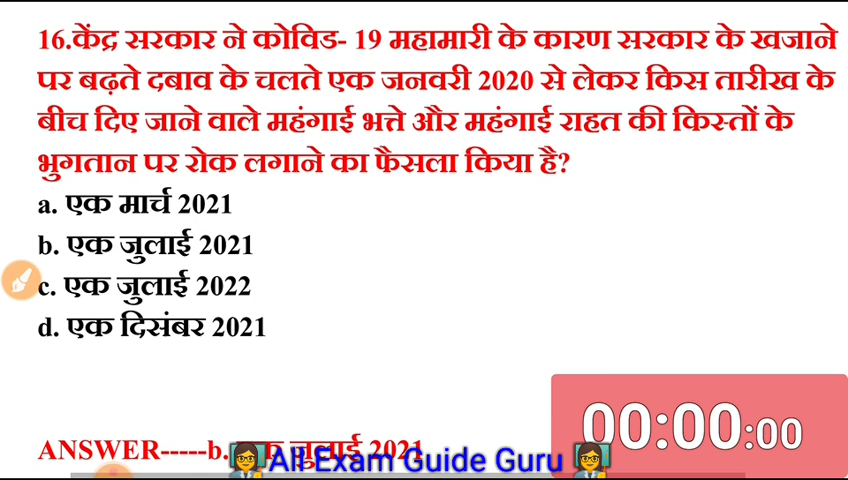 16.केंद्र सरकार ने कोविड- 19 महामारी के कारण सरकार के खजाने
पर बढ़ते दबाव के चलते एक जनवरी 2020 से लेकर किस तारीख के
बीच दिए जाने वाले महंगाई भत्ते और महंगाई राहत की किस्तों के
भुगतान पर रोक लगाने का फैसला किया है?
a. एक मार्च 2021
b. एक जुलाई 2021
c. एक जुलाई 2022
d. एक दिसंबर 2021
00:00:00
ANSWER-----b. एक जुलाई 2021
All Exam Guide Guru